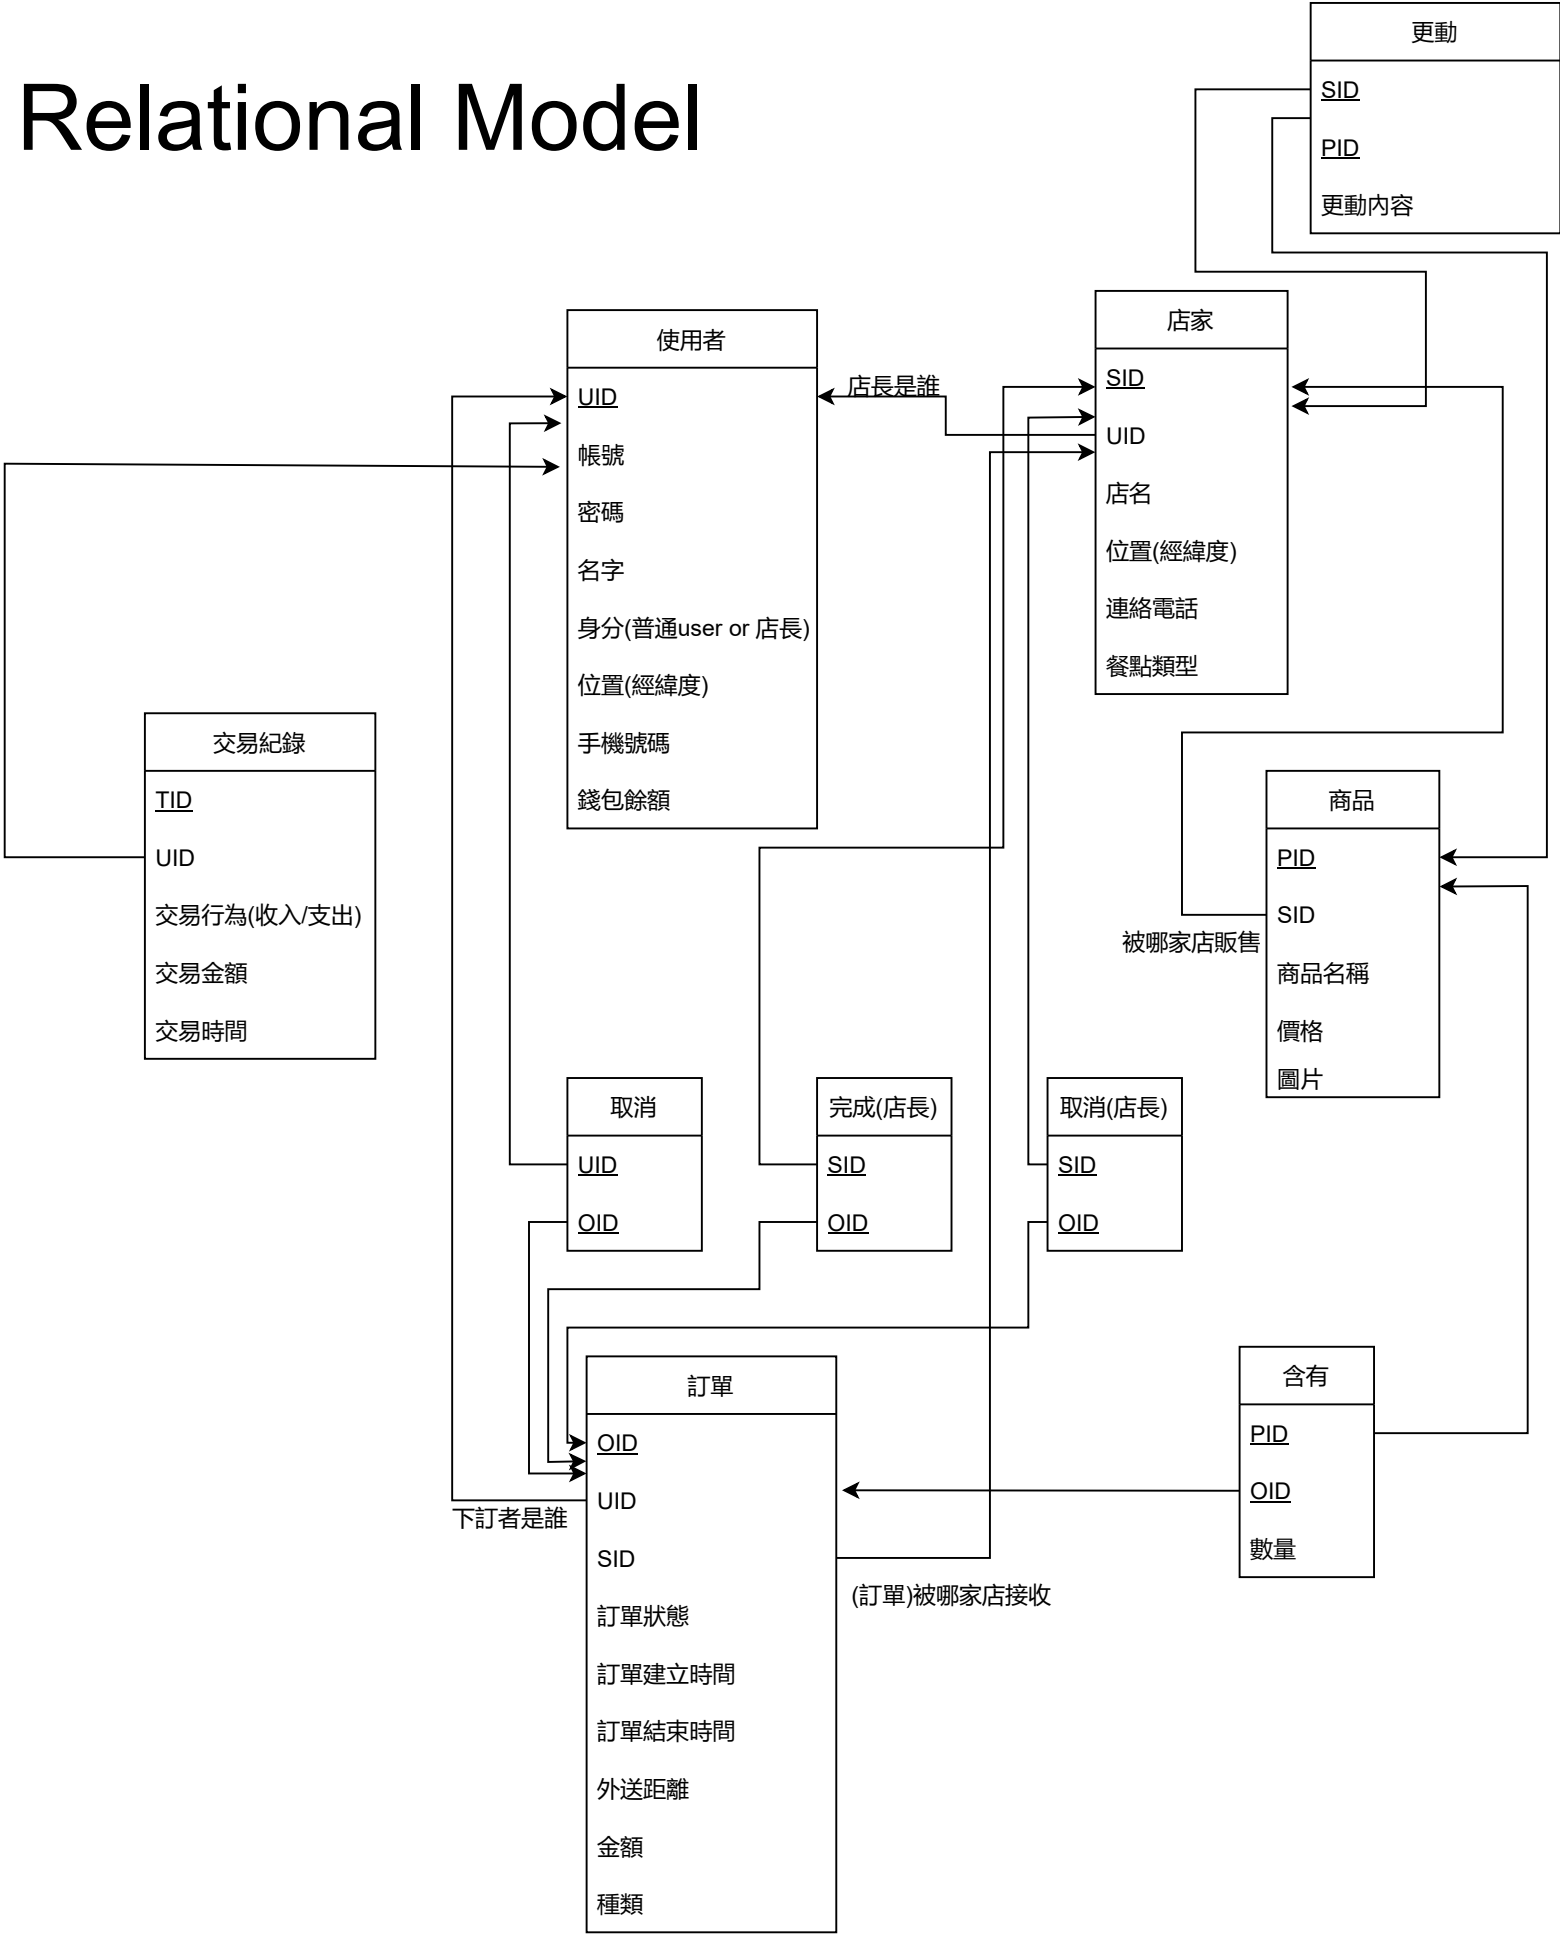 Relational Model
更動
SID
PID
更動內容
使用者
UID
帳號
密碼
名字
身分(普通user or 店長)
位置(經緯度)
手機號碼
錢包餘額
店長是誰
店家
SID
UID
店名
位置(經緯度)
連絡電話
餐點類型
交易紀錄
TID
UID
交易行為(收入/支出)
交易金額
交易時間
商品
PID
SID
商品名稱
價格
圖片
被哪家店販售
取消
UID
OID
完成(店長)
SID
OID
取消(店長)
SID
OID
訂單
OID
UID
SID
訂單狀態
訂單建立時間
訂單結束時間
外送距離
金額
種類
下訂者是誰
(訂單)被哪家店接收
含有
PID
OID
數量